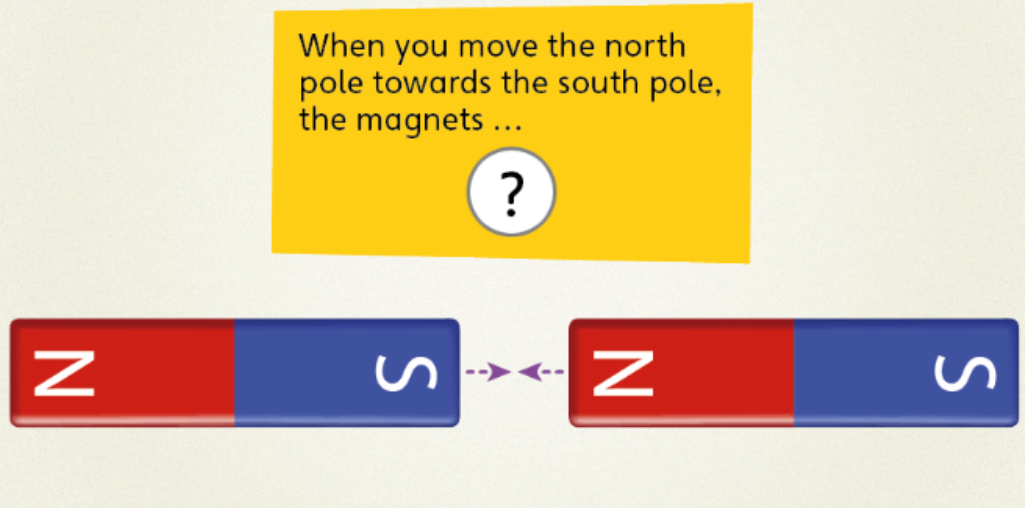 When you move the north
pole towards the south pole,
the magnets ...
?
N S N S